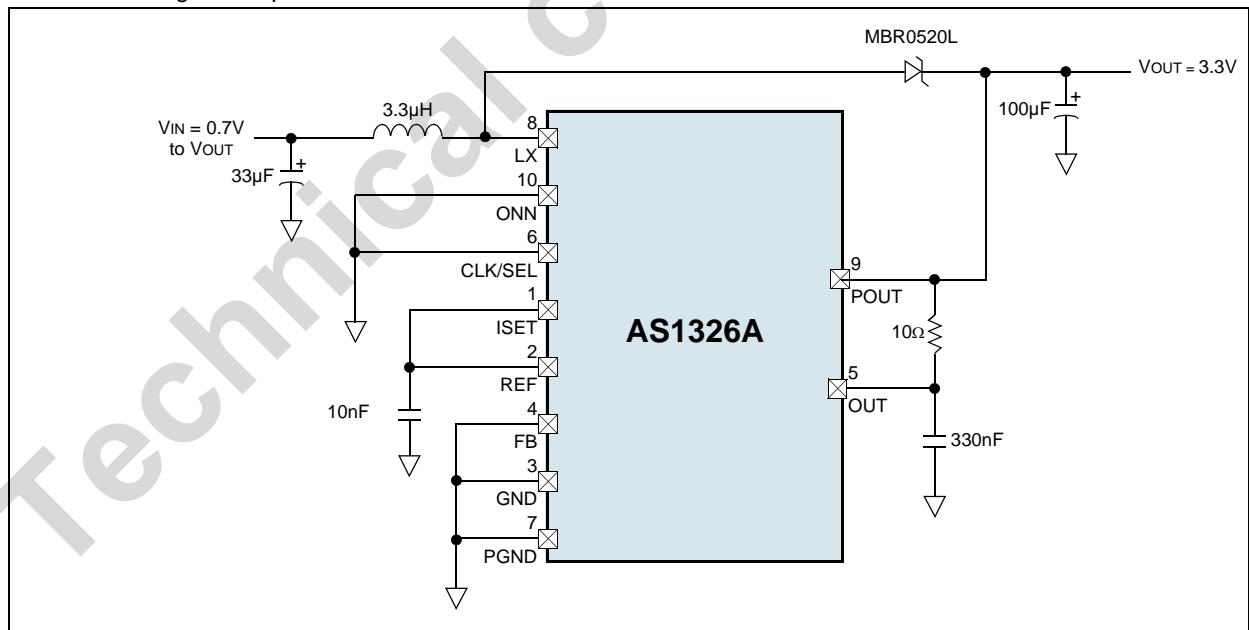 MBR0520L
VOUT = 3.3V
3.3µH
100µF
+
VIN = 0.7V
to VOUT
8
LX
33µF
+
10
ONN
6
CLK/SEL
9
POUT
1
ISET
AS1326A
10Ω
2
REF
5
OUT
10nF
4
FB
330nF
3
GND
7
PGND
Technical c